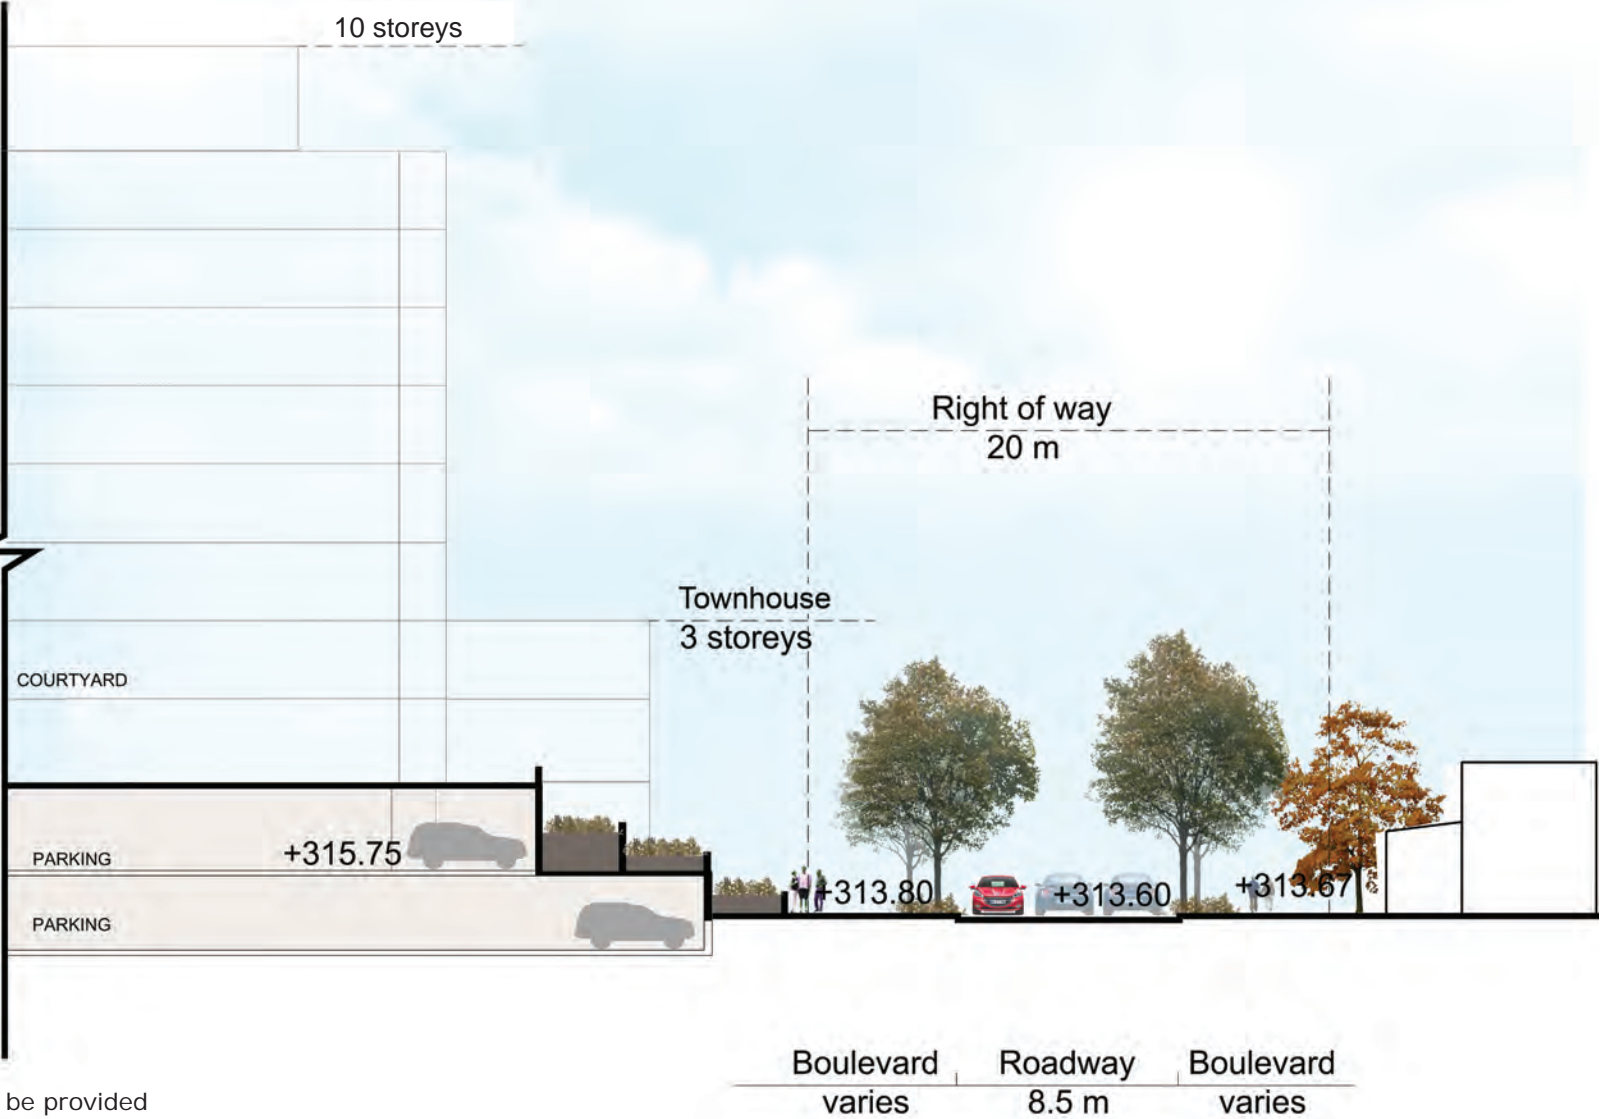 10 storeys
Right of way
20 m
Townhouse
3 storeys
COURTYARD
PARKING
+315.75
+313.80
+313.60
+313.67
PARKING
Boulevard
Roadway
Boulevard
varies
8.5 m
varies
be provided